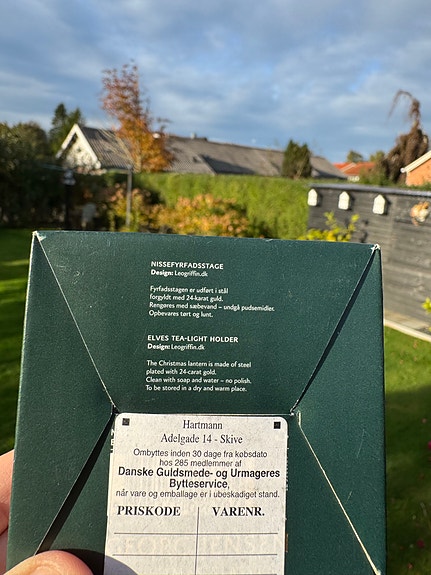 NISSEFYRFADSSTAGE
Design: Leogriffin.dk
Fyrfadsstagen er udført i stål
forgyldt med 24-karat guld.
Rengøres med sæbevand – undgå pudsemidler.
Opbevares tørt og lunt.
ELVES TEA-LIGHT HOLDER
Design: Leogriffin.dk
The Christmas lantern is made of steel
plated with 24-carat gold.
Clean with soap and water – no polish.
To be stored in a dry and warm place.
Hartmann
Adelgade 14 - Skive
Ombyttes inden 30 dage fra købsdato
hos 285 medlemmer af
Danske Guldsmede- og Urmageres
Bytteservice,
når vare og emballage er i ubeskadiget stand.
PRISKODE VARENR.